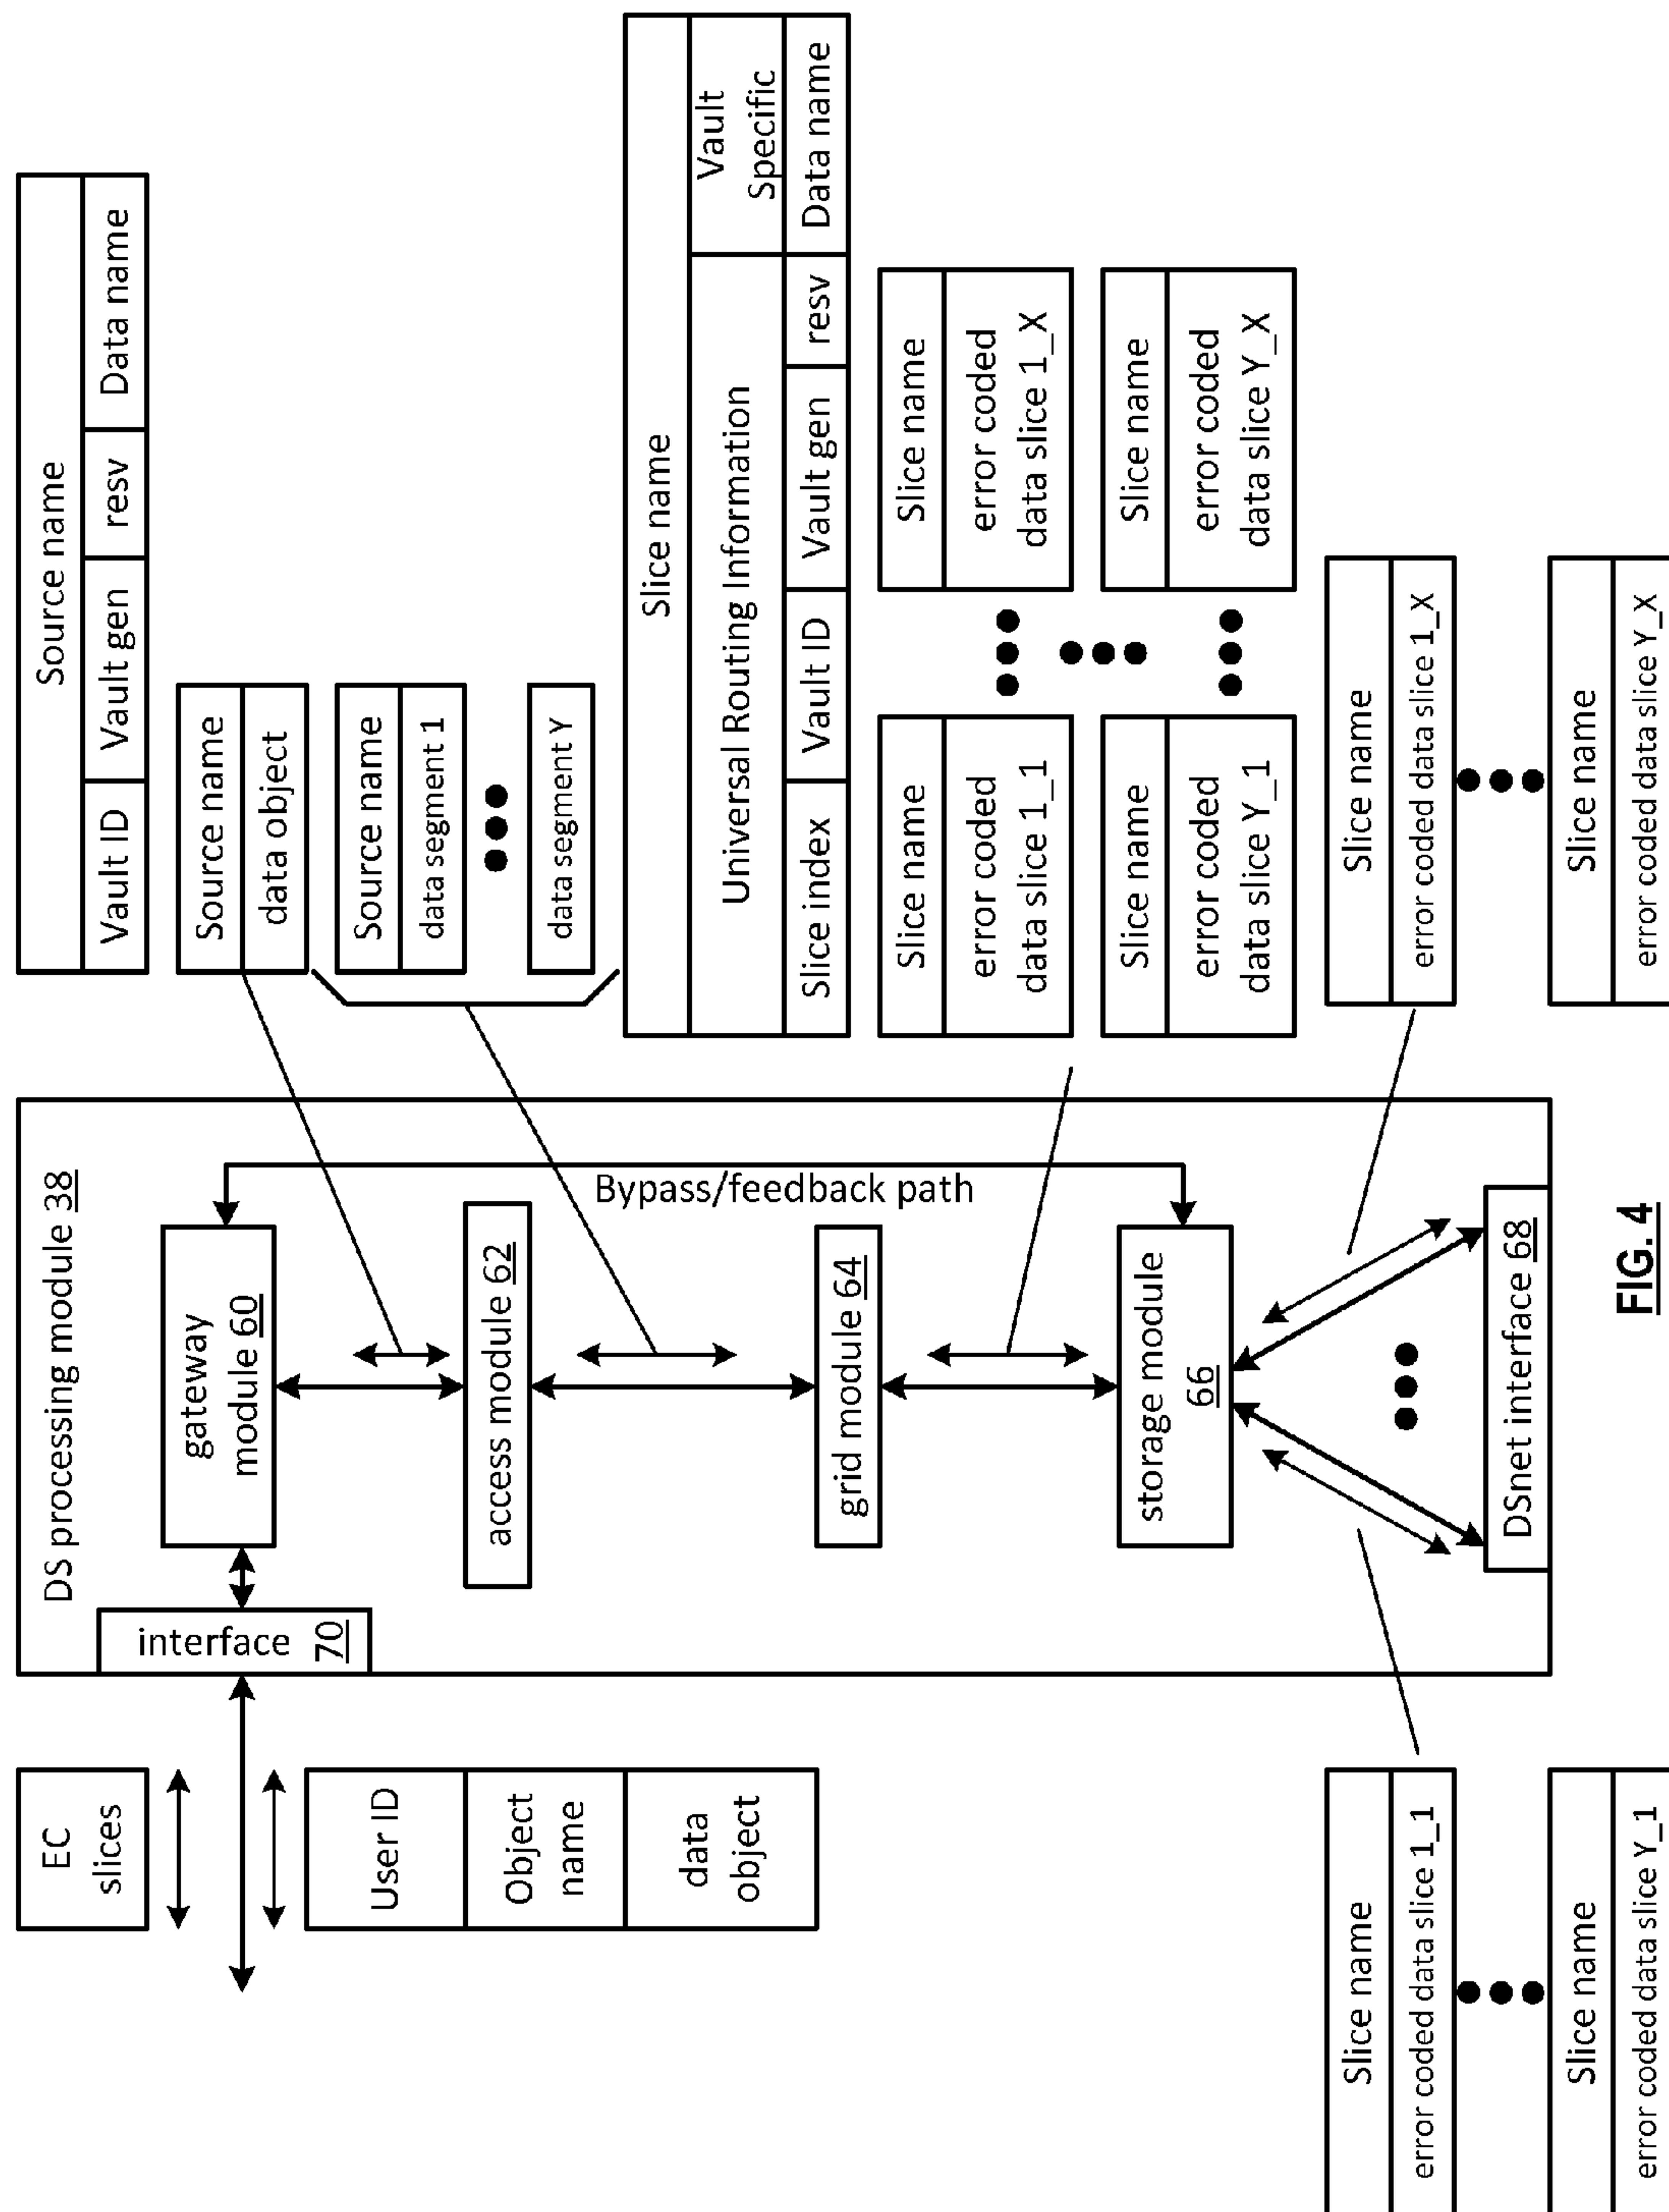 DS processing module 38
interface 70
gateway
module 60
access module 62
grid module 64
storage module
66
DSnet interface 68
Bypass/feedback path
EC
slices
User ID
Object
name
data
object
Source name
Vault ID
Vault gen
resv
Data name
Source name
data object
Source name
data segment 1
data segment Y
Slice name
Universal Routing Information
Vault
Specific
Slice index
Vault ID
Vault gen
resv
Data name
Slice name
error coded
data slice 1_1
Slice name
error coded
data slice 1_X
Slice name
error coded
data slice Y_1
Slice name
error coded
data slice Y_X
Slice name
error coded data slice 1_1
Slice name
error coded data slice Y_1
Slice name
error coded data slice 1_X
Slice name
error coded data slice Y_X
FIG. 4